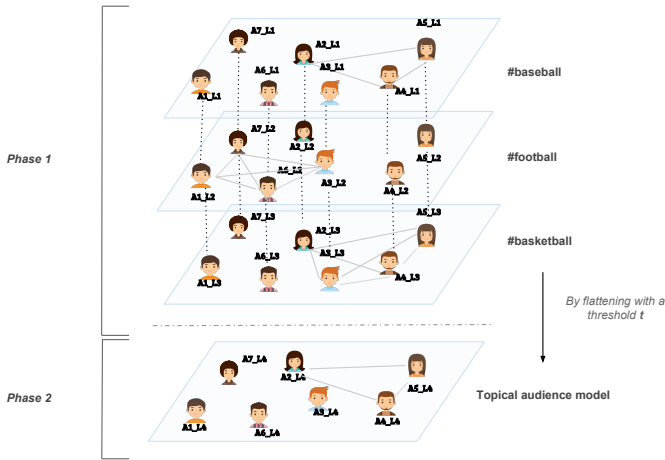 A5_L1
A7_L1
A2_L1
A3_L1
A6_L1
#baseball
A1_L1
A4_L1
A7_L2
A2_L2
Phase 1
A5_L2
#football
A6_L2
A3_L2
A4_L2
A1_L2
A7_L3
A5_L3
A2_L3
#basketball
A6_L3
A3_L3
A4_L3
A1_L3
By flattening with a
threshold t
A7_L4
A2_L4
A5_L4
Phase 2
Topical audience model
A3_L4
A4_L4
A1_L4
A6_L4